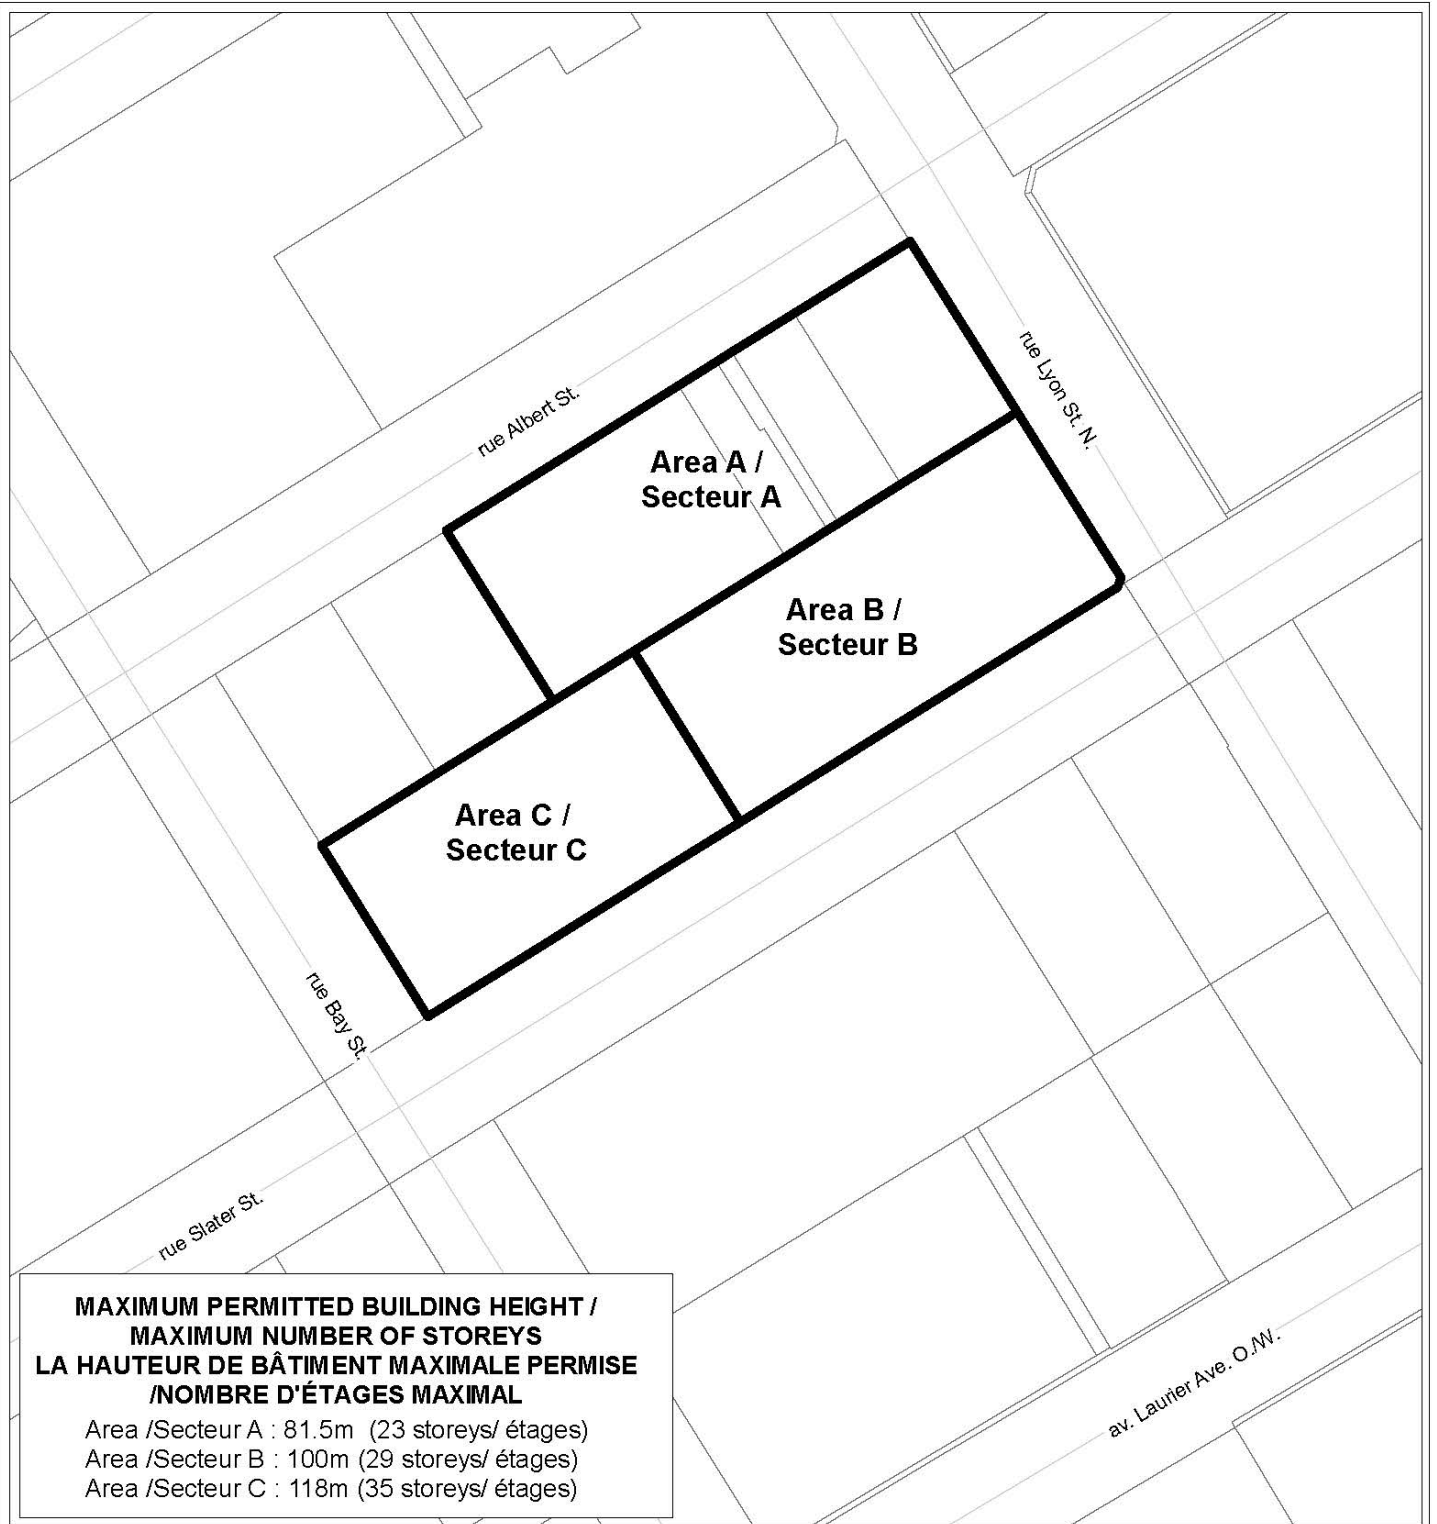 rue Lyon St. N.
rue Albert St.
Area A /
Secteur A
Area B /
Secteur B
Area C /
Secteur C
rue Bay St.
rue Slater St.
av. Laurier Ave. O./W.
MAXIMUM PERMITTED BUILDING HEIGHT /
MAXIMUM NUMBER OF STOREYS
LA HAUTEUR DE BÂTIMENT MAXIMALE PERMISE
/NOMBRE D'ÉTAGES MAXIMAL
Area /Secteur A : 81.5m (23 storeys/ étages)
Area /Secteur B : 100m (29 storeys/ étages)
Area /Secteur C : 118m (35 storeys/ étages)